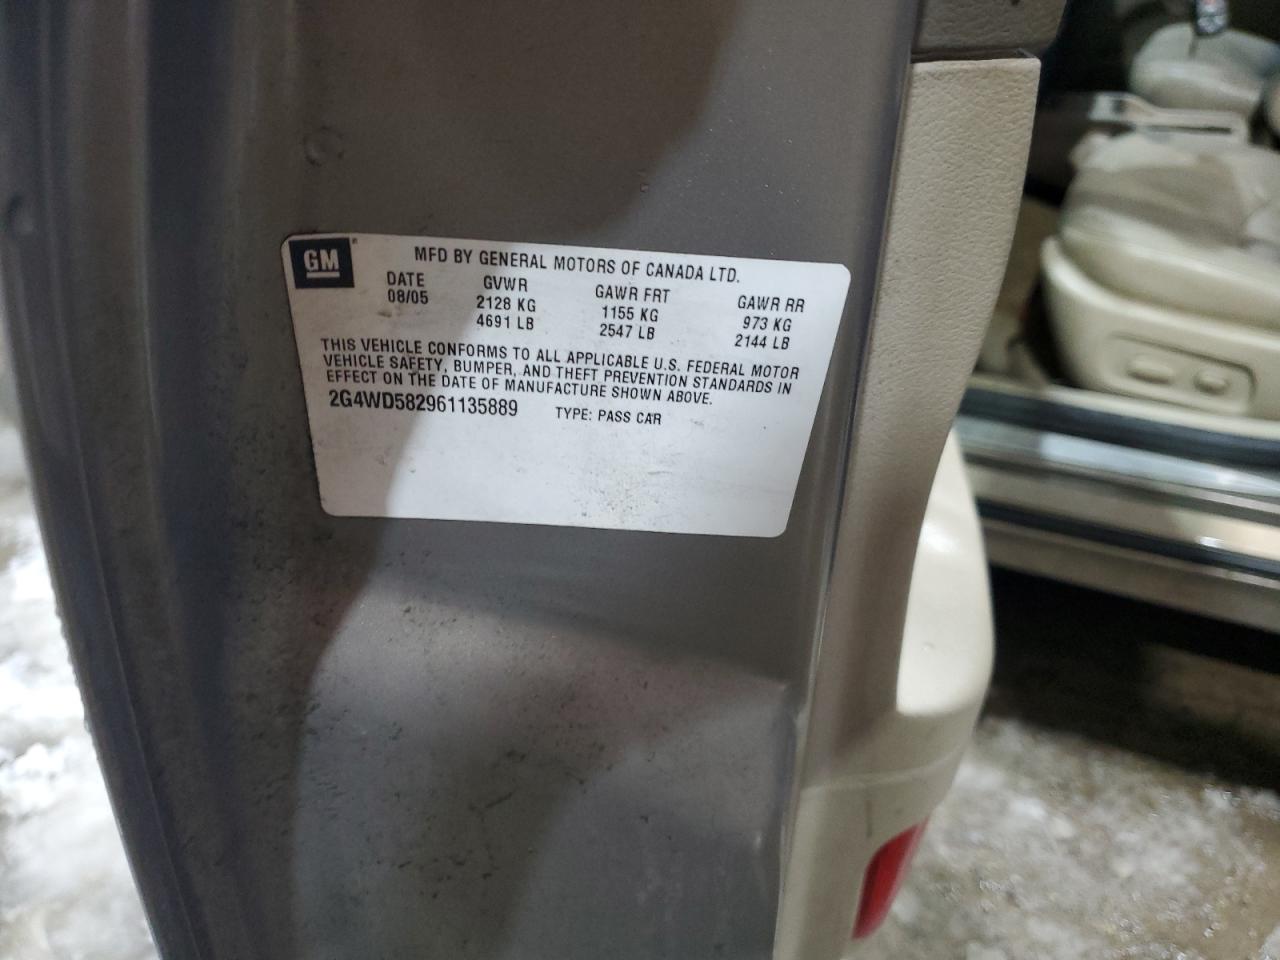 GM
MFD BY GENERAL MOTORS OF CANADA LTD.
DATE GVWR GAWR FRT GAWR RR
08/05 2128 KG 1155 KG 973 KG
4691 LB 2547 LB 2144 LB
THIS VEHICLE CONFORMS TO ALL APPLICABLE U.S. FEDERAL MOTOR
VEHICLE SAFETY, BUMPER, AND THEFT PREVENTION STANDARDS IN
EFFECT ON THE DATE OF MANUFACTURE SHOWN ABOVE.
2G4WD582961135889 TYPE: PASS CAR